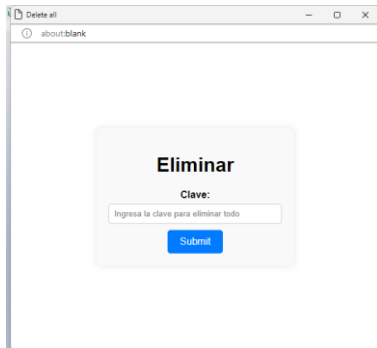 Delete all
about:blank
Eliminar
Clave:
Ingresa la clave para eliminar todo
Submit